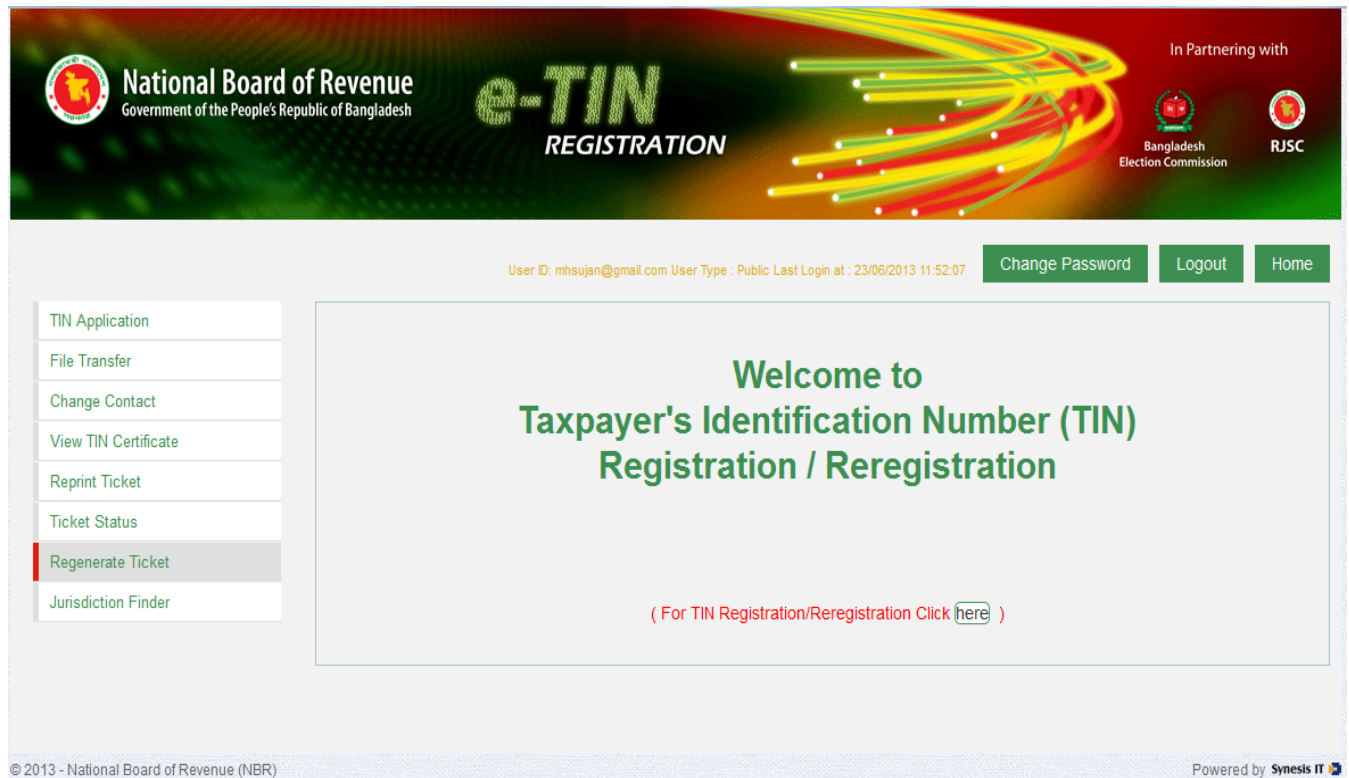 National Board of Revenue
Government of the People's Republic of Bangladesh
e-TIN
REGISTRATION
In Partnering with
Bangladesh
Election Commission
RJSC
User ID: mhsujan@gmail.com User Type : Public Last Login at : 23/06/2013 11:52:07
Change Password
Logout
Home
TIN Application
File Transfer
Change Contact
View TIN Certificate
Reprint Ticket
Ticket Status
Regenerate Ticket
Jurisdiction Finder
Welcome to
Taxpayer's Identification Number (TIN)
Registration / Reregistration
( For TIN Registration/Reregistration Click here )
© 2013 - National Board of Revenue (NBR)
Powered by Synesis IT